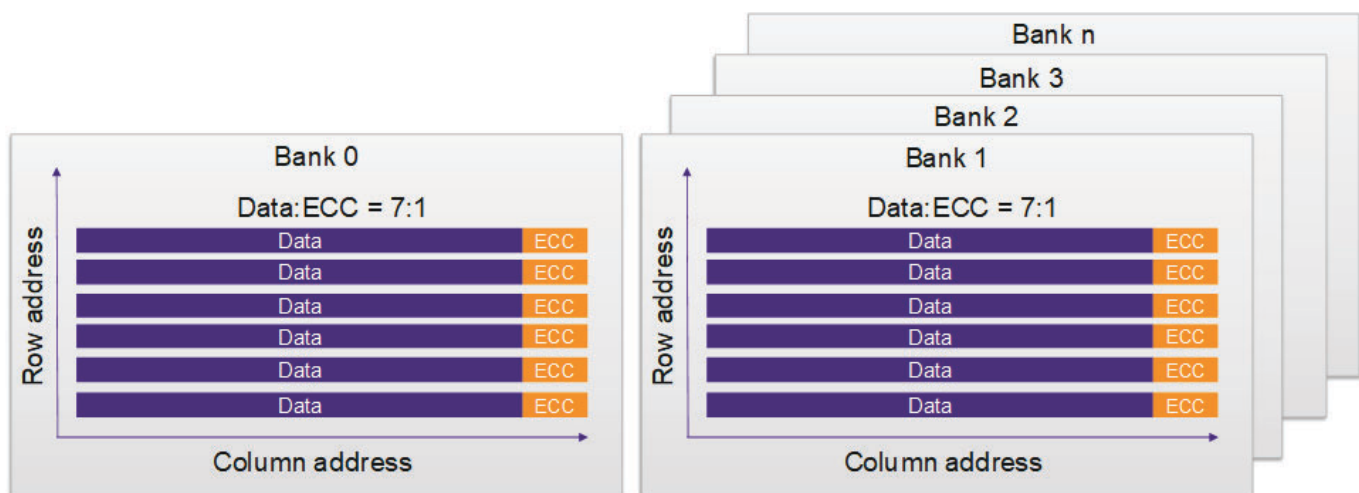 Bank 0
Data:ECC = 7:1
Data ECC
Data ECC
Data ECC
Data ECC
Data ECC
Data ECC
Row address
Column address
Bank n
Bank 3
Bank 2
Bank 1
Data:ECC = 7:1
Data ECC
Data ECC
Data ECC
Data ECC
Data ECC
Data ECC
Row address
Column address